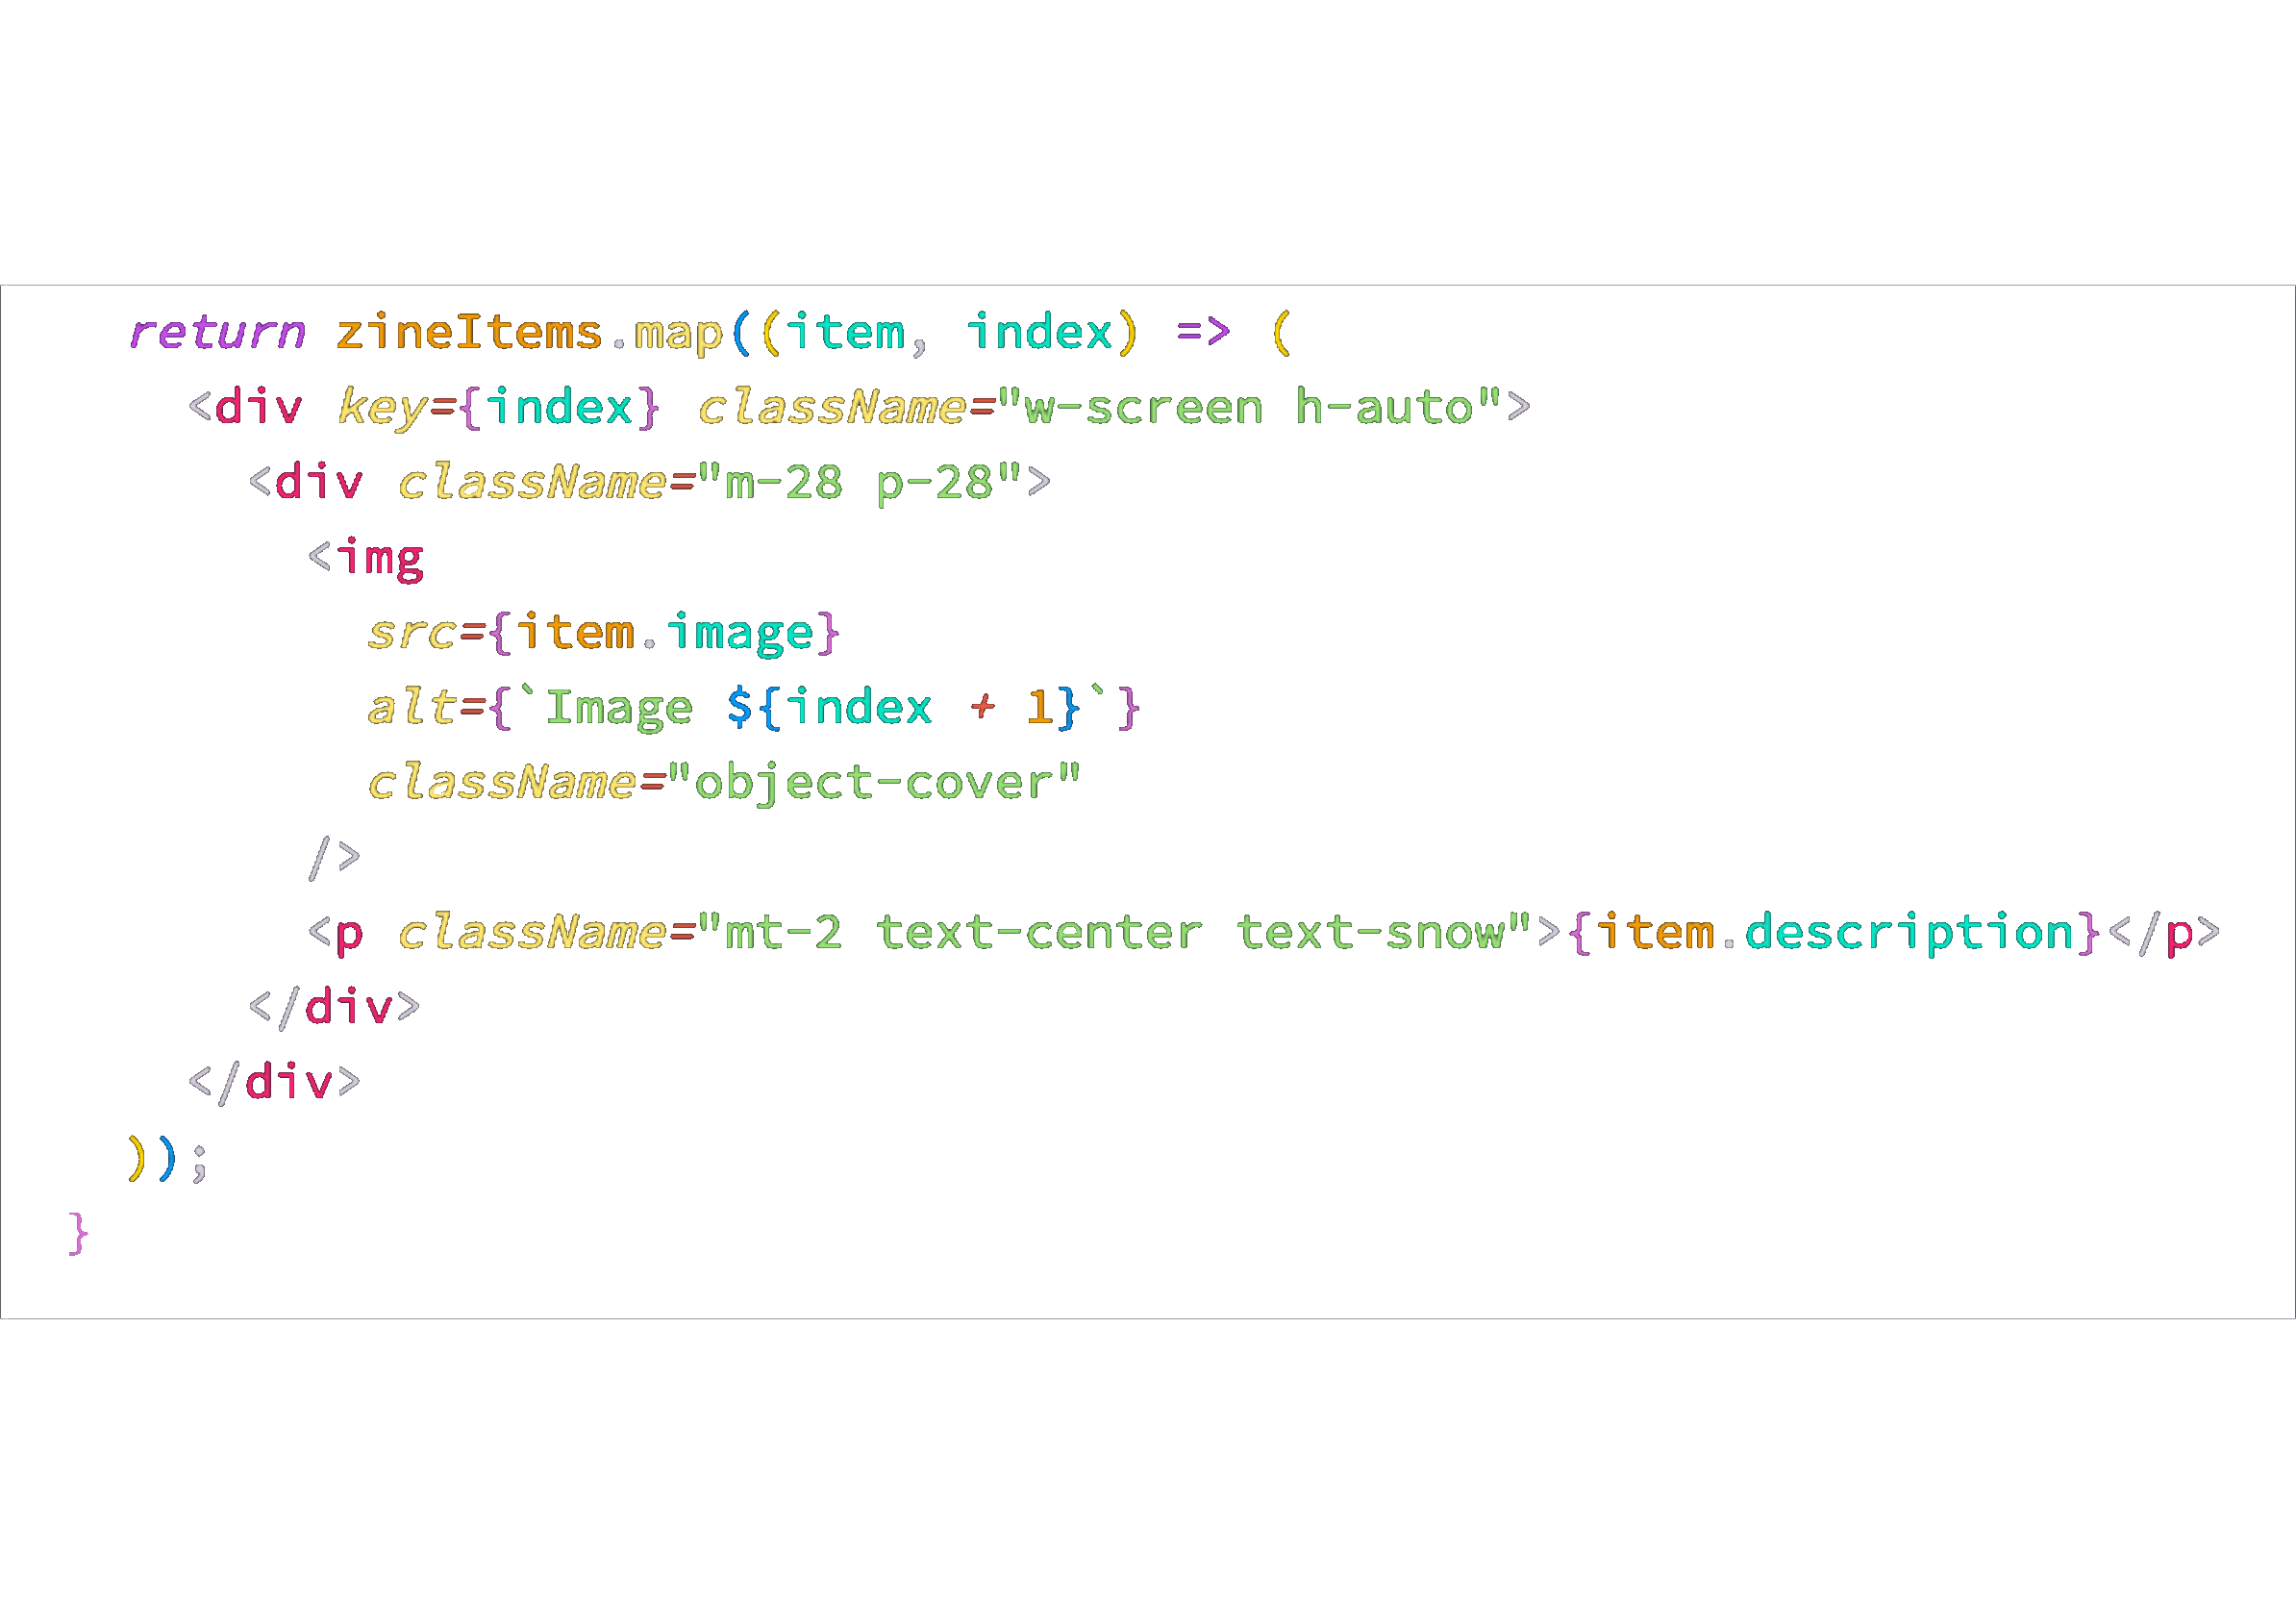 return zineItems.map((item, index) => (
<div key={index} className="w-screen h-auto">
<div className="m-28 p-28">
<img
src={item.image}
alt={`Image ${index + 1}`}
className="object-cover"
/>
<p className="mt-2 text-center text-snow">{item.description}</p>
</div>
</div>
));
}